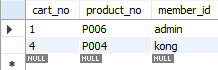 cart_no product_no member_id
1 P006 admin
4 P004 kong
NULL NULL NULL